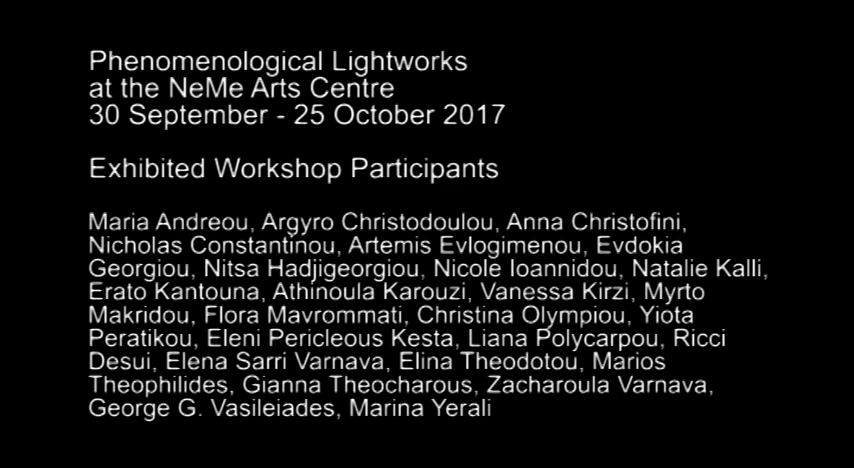 Phenomenological Lightworks
at the NeMe Arts Centre
30 September - 25 October 2017
Exhibited Workshop Participants
Maria Andreou, Argyro Christodoulou, Anna Christofini,
Nicholas Constantinou, Artemis Evlogimenou, Evdokia
Georgiou, Nitsa Hadjigeorgiou, Nicole Ioannidou, Natalie Kalli,
Erato Kantouna, Athinoula Karouzi, Vanessa Kirzi, Myrto
Makridou, Flora Mavrommati, Christina Olympiou, Yiota
Peratikou, Eleni Pericleous Kesta, Liana Polycarpou, Ricci
Desui, Elena Sarri Varnava, Elina Theodotou, Marios
Theophilides, Gianna Theocharous, Zacharoula Varnava,
George G. Vasileiades, Marina Yerali